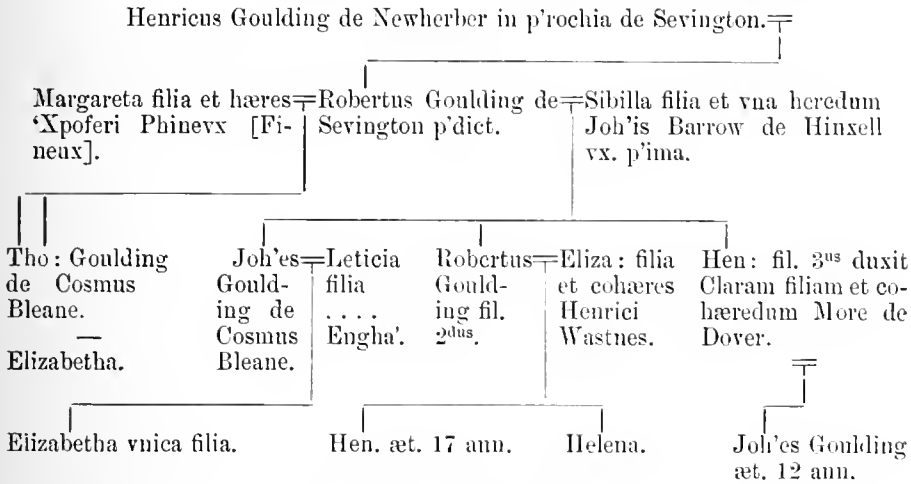 Henricus Goulding de Newherber in p'rochia de Sevington.
Margareta filia et hæres
‘Xpoferi Phinevx [Fi-
neux].
Robertus Goulding de
Sevington p'dict.
Sibilla filia et vna heredum
Joh'is Barrow de Hinxell
vx. p'ima.
Tho: Goulding
de Cosmus
Bleane.
—
Elizabetha.
Joh'es
Gould-
ing de
Cosmus
Bleane.
Leticia
filia
. . . .
Engha'.
Robertus
Gould-
ing fil.
2dus.
Eliza: filia
et cohæres
Henrici
Wastnes.
Hen: fil. 3us duxit
Claram filiam et co-
hæredum More de
Dover.
Elizabetha vnica filia.
Hen. æt. 17 ann.
Helena.
Joh'es Goulding
æt. 12 ann.